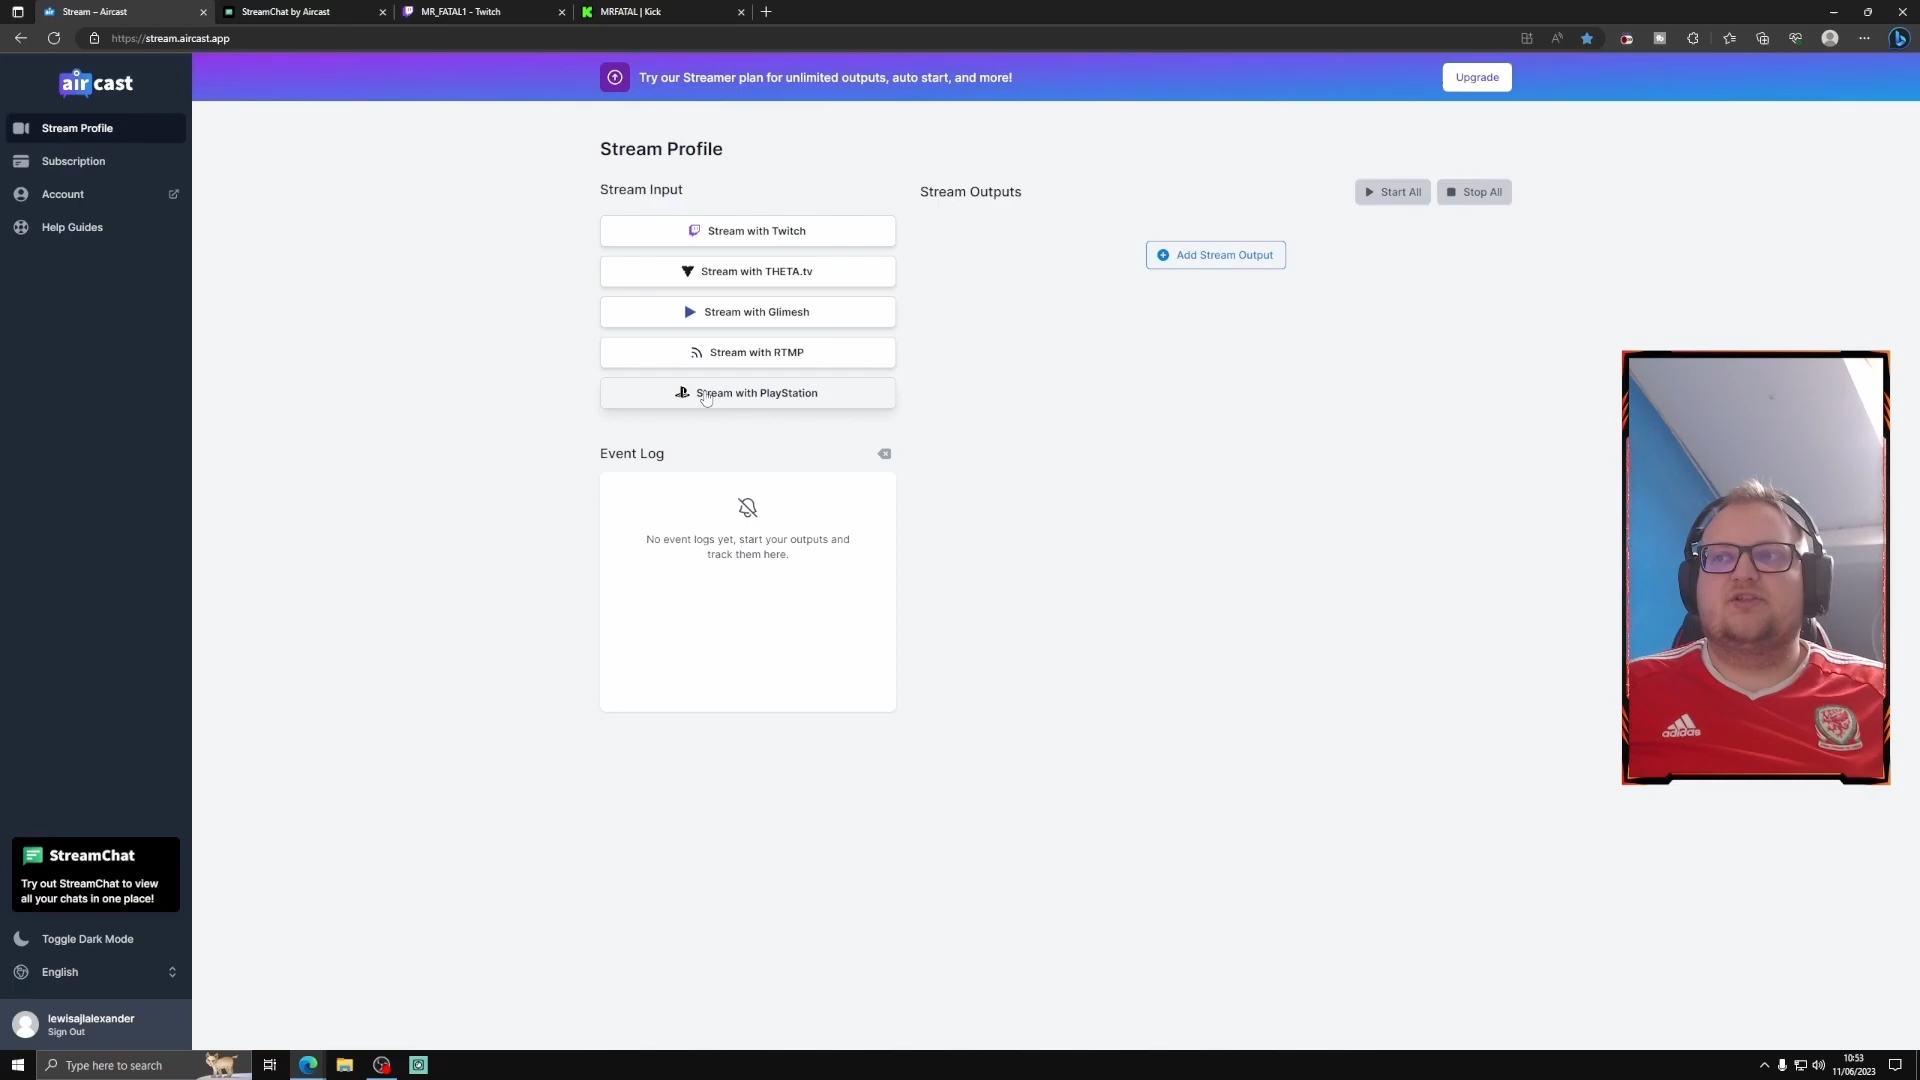 Stream – Aircast
StreamChat by Aircast
MR_FATAL1 - Twitch
MRFATAL | Kick
https://stream.aircast.app
air cast
Try our Streamer plan for unlimited outputs, auto start, and more!
Upgrade
Stream Profile
Subscription
Account
Help Guides
Stream Profile
Stream Input
Stream with Twitch
Stream with THETA.tv
Stream with Glimesh
Stream with RTMP
Stream with PlayStation
Event Log
No event logs yet, start your outputs and
track them here.
Stream Outputs
Start All
Stop All
Add Stream Output
adidas
StreamChat
Try out StreamChat to view
all your chats in one place!
Toggle Dark Mode
English
lewisajlalexander
Sign Out
Type here to search
10:53
11/06/2023